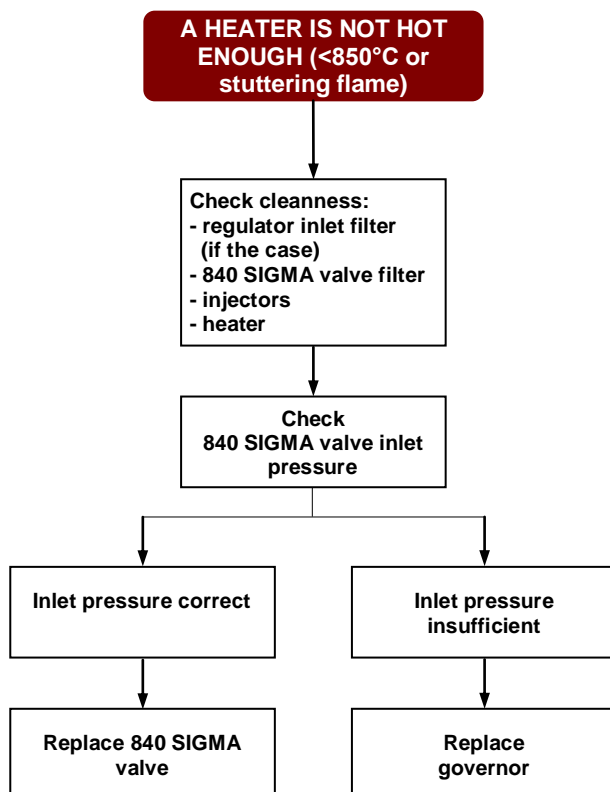 A HEATER IS NOT HOT
ENOUGH (<850°C or
stuttering flame)
Check cleanness:
- regulator inlet filter
(if the case)
- 840 SIGMA valve filter
- injectors
- heater
Check
840 SIGMA valve inlet
pressure
Inlet pressure correct
Inlet pressure
insufficient
Replace 840 SIGMA
valve
Replace
governor